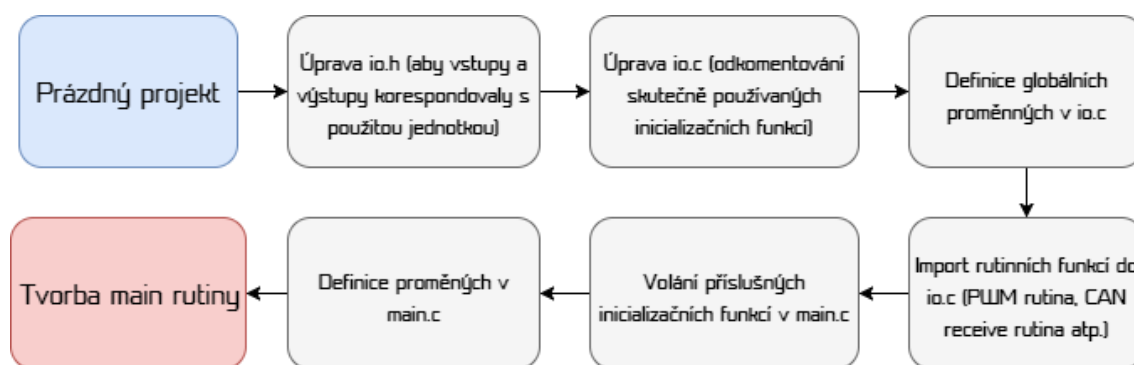 Prázdný projekt
Úprava io.h (aby vstupy a
výstupy korespondovaly s
použitou jednotkou)
Úprava io.c (odkomentování
skutečně používaných
inicializačních funkcí)
Definice globálních
proměnných v io.c
Import rutinních funkcí do
io.c (PWM rutina, CAN
receive rutina atp.)
Volání příslušných
inicializačních funkcí v main.c
Definice proměných v
main.c
Tvorba main rutiny